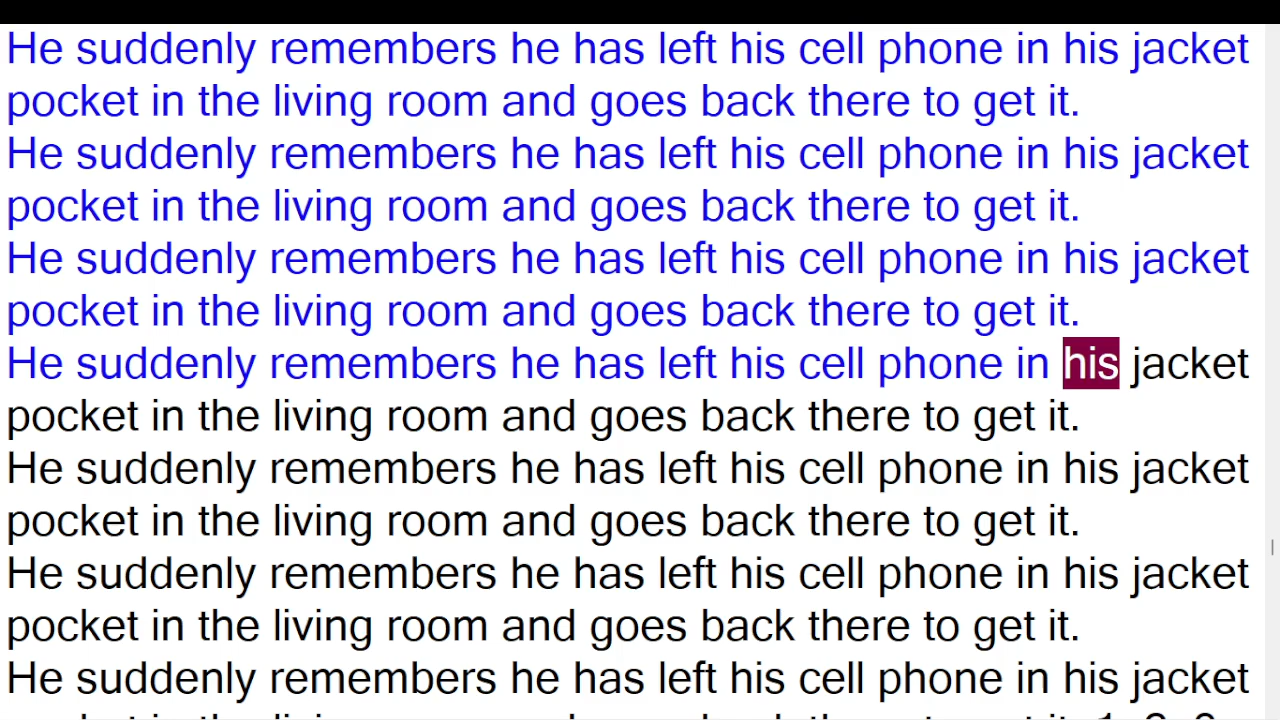 He suddenly remembers he has left his cell phone in his jacket
pocket in the living room and goes back there to get it.
He suddenly remembers he has left his cell phone in his jacket
pocket in the living room and goes back there to get it.
He suddenly remembers he has left his cell phone in his jacket
pocket in the living room and goes back there to get it.
He suddenly remembers he has left his cell phone in his jacket
pocket in the living room and goes back there to get it.
He suddenly remembers he has left his cell phone in his jacket
pocket in the living room and goes back there to get it.
He suddenly remembers he has left his cell phone in his jacket
pocket in the living room and goes back there to get it.
He suddenly remembers he has left his cell phone in his jacket